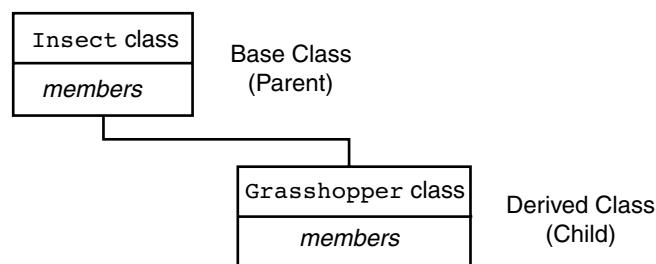 Insect class
members
Base Class
(Parent)
Grasshopper class
members
Derived Class
(Child)